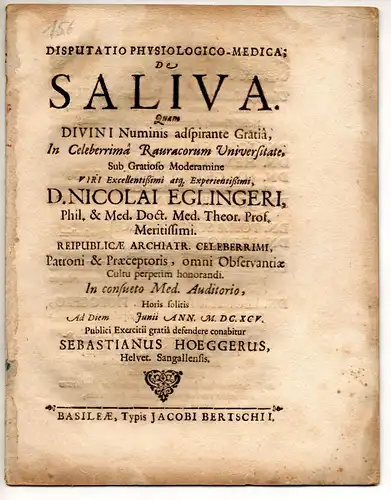 156
DISPUTATIO PHYSIOLOGICO-MEDICA;
De
SALIVA.
Quam
DIVINI Numinis adspirante Gratiâ,
In Celeberrimâ Rauracorum Universitate,
Sub Gratioso Moderamine
VIRI Excellentissimi atq; Experientissimi,
D. NICOLAI EGLINGERI,
Phil. & Med. Doct. Med. Theor. Prof.
Meritissimi.
REIPUBLICÆ ARCHIATR. CELEBERRIMI,
Patroni & Præceptoris, omni Observantiæ
Cultu perpetim honorandi.
In consueto Med. Auditorio,
Horis solitis
Ad Diem Junii ANN. M. DC. XCV.
Publici Exercitii gratiâ defendere conabitur
SEBASTIANUS HOEGGERUS,
Helvet. Sangallensis.
BASILEÆ, Typis JACOBI BERTSCHII.